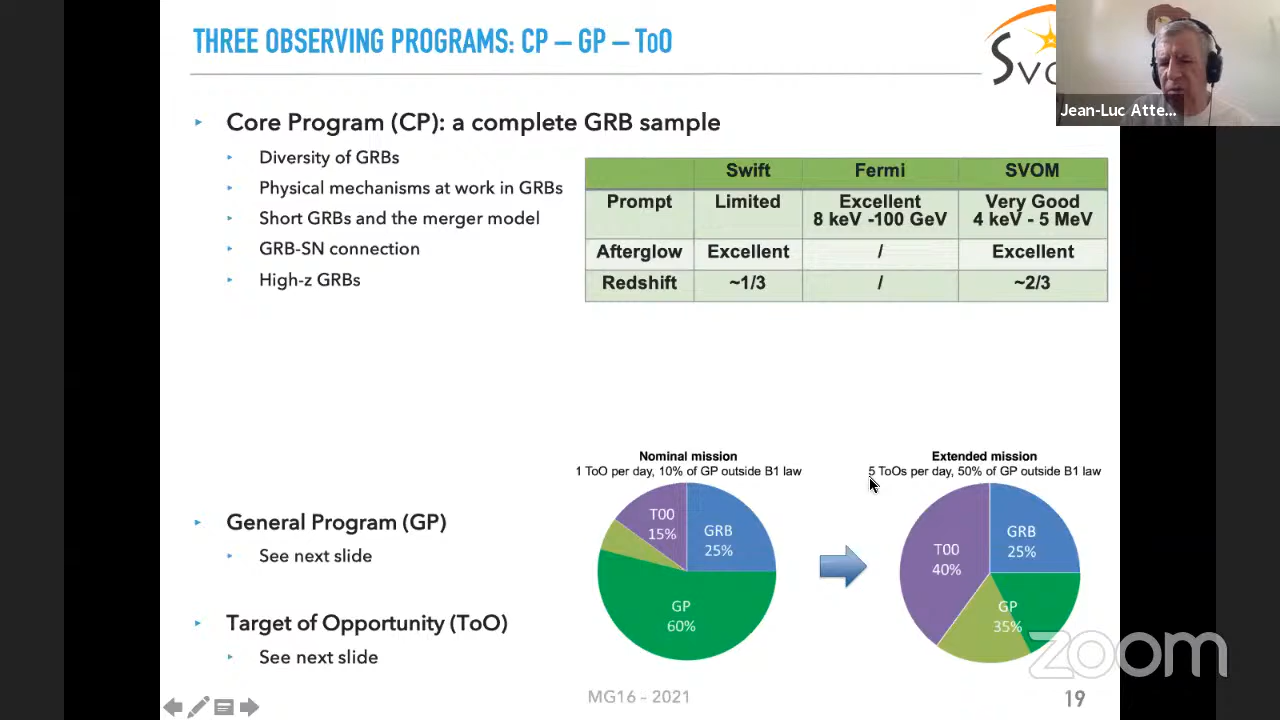 THREE OBSERVING PROGRAMS: CP – GP – ToO
Jean-Luc Atte...
Core Program (CP): a complete GRB sample
Diversity of GRBs
Physical mechanisms at work in GRBs
Short GRBs and the merger model
GRB-SN connection
High-z GRBs
Swift Fermi SVOM
Prompt Limited Excellent 8 keV -100 GeV Very Good 4 keV - 5 MeV
Afterglow Excellent / Excellent
Redshift ~1/3 / ~2/3
Nominal mission
1 ToO per day, 10% of GP outside B1 law
TOO 15%
GRB 25%
GP 60%
Extended mission
5 ToOs per day, 50% of GP outside B1 law
TOO 40%
GRB 25%
GP 35%
General Program (GP)
See next slide
Target of Opportunity (ToO)
See next slide
zoom
MG16 - 2021
19